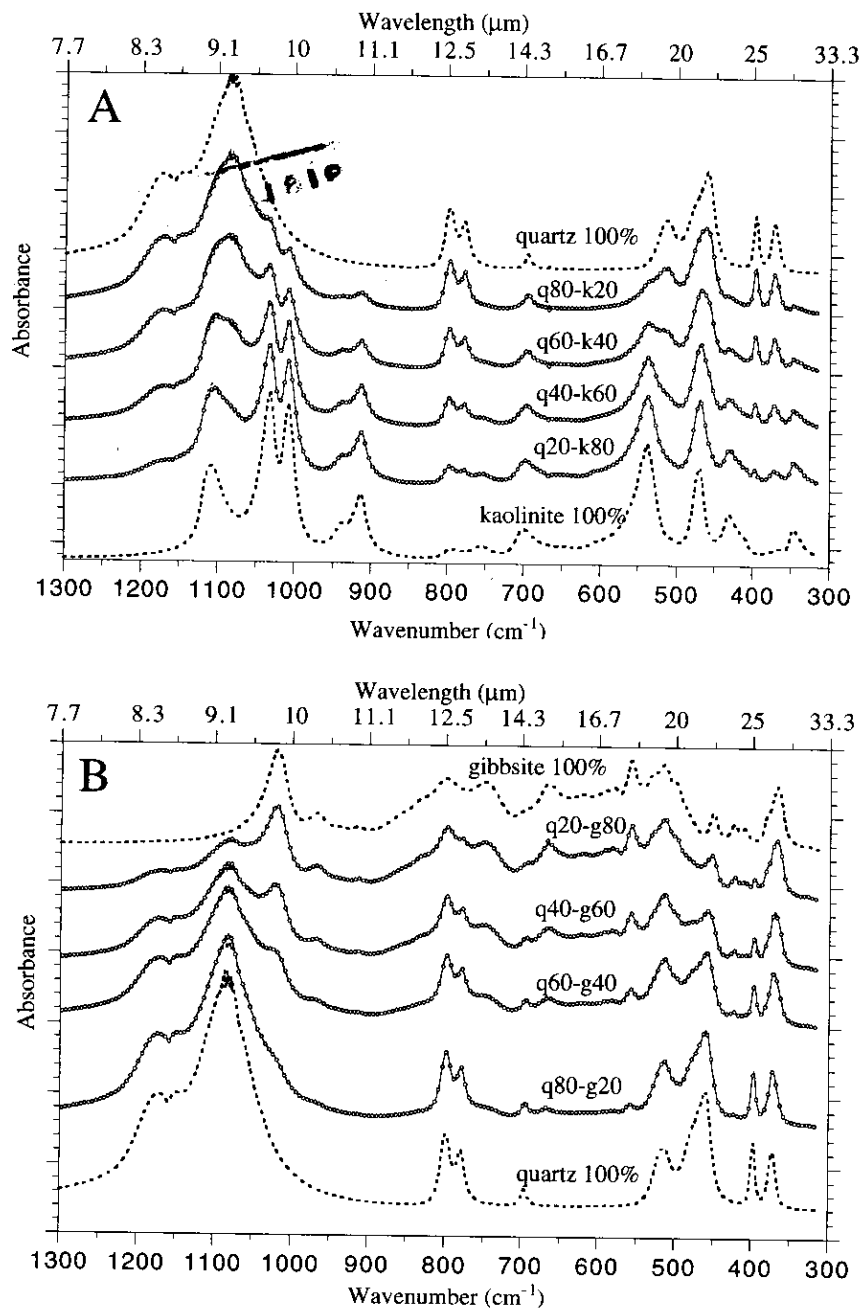 Wavelength (μm)
7.7 8.3 9.1 10 11.1 12.5 14.3 16.7 20 25 33.3
A
quartz 100%
q80-k20
q60-k40
q40-k60
q20-k80
kaolinite 100%
Absorbance
1300 1200 1100 1000 900 800 700 600 500 400 300
Wavenumber (cm⁻¹)
Wavelength (μm)
7.7 8.3 9.1 10 11.1 12.5 14.3 16.7 20 25 33.3
B
gibbsite 100%
q20-g80
q40-g60
q60-g40
q80-g20
quartz 100%
Absorbance
1300 1200 1100 1000 900 800 700 600 500 400 300
Wavenumber (cm⁻¹)